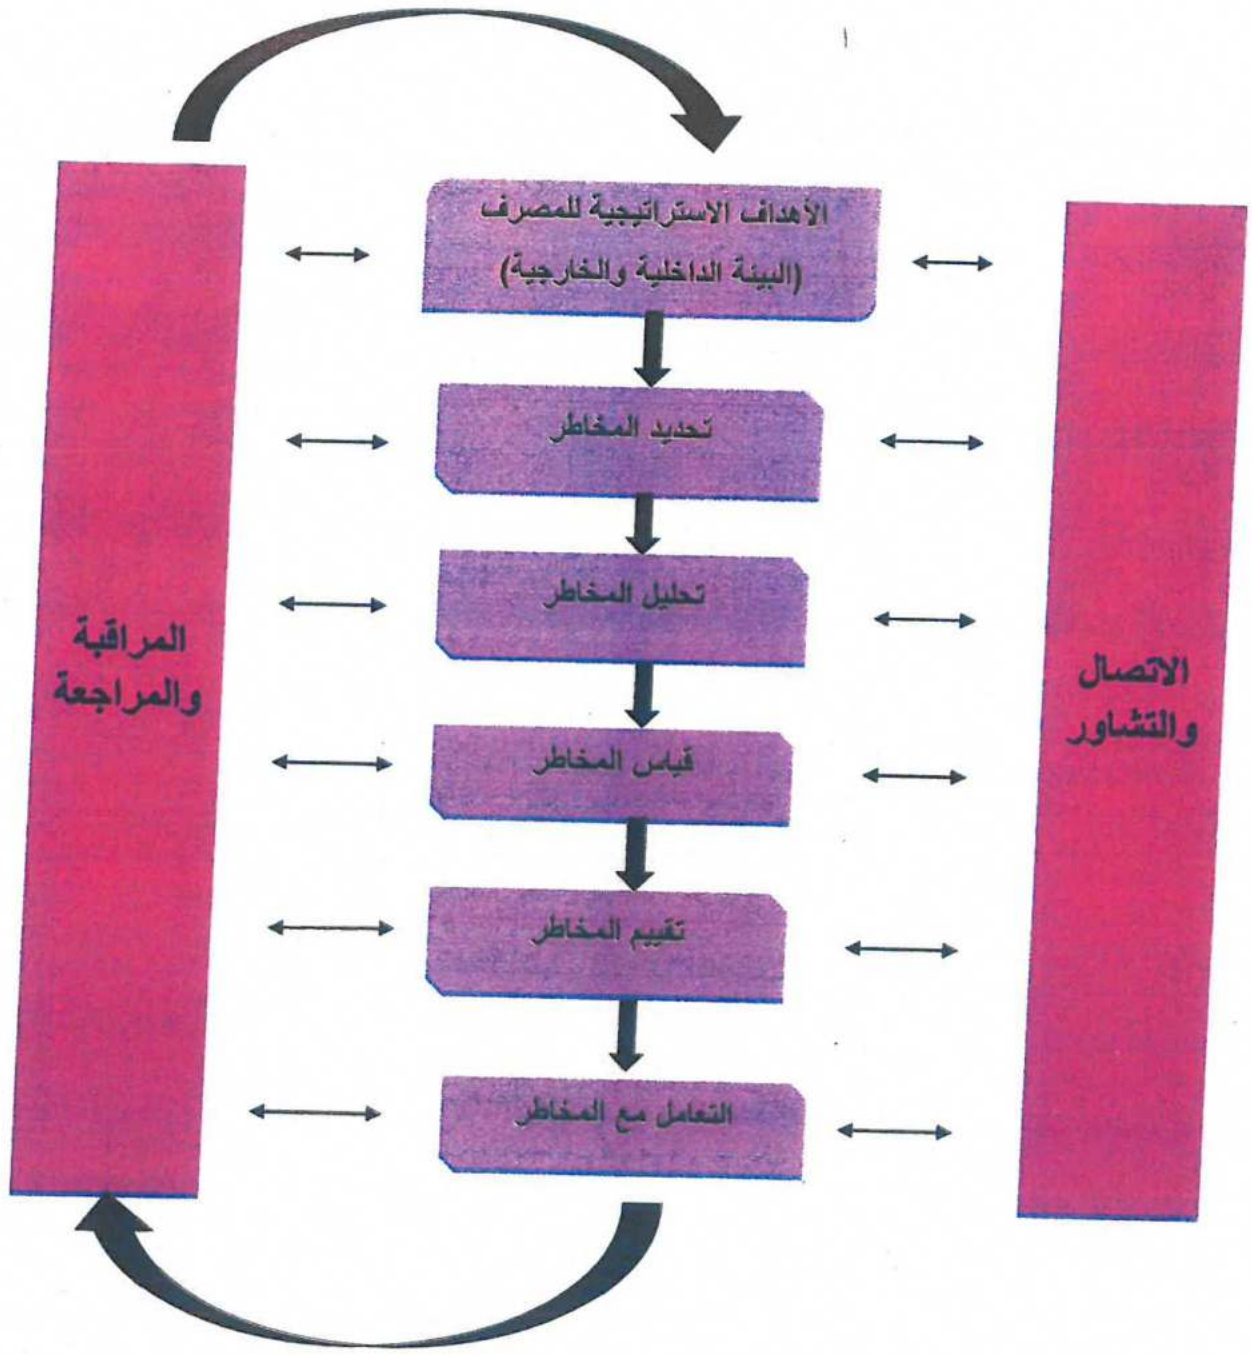 الأهداف الاستراتيجية للمصرف
(البيئة الداخلية والخارجية)
تحديد المخاطر
تحليل المخاطر
قياس المخاطر
تقييم المخاطر
التعامل مع المخاطر
الاتصال
والتشاور
المراقبة
والمراجعة